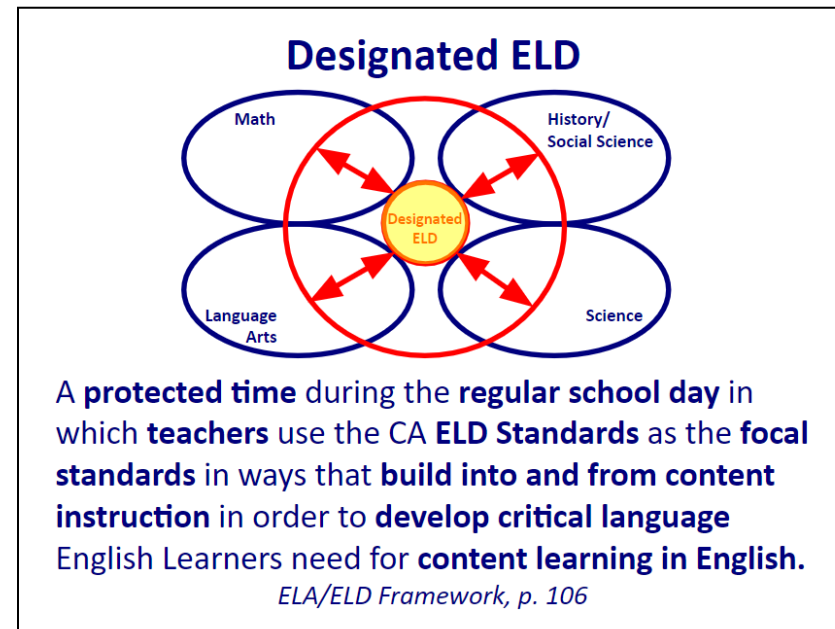 Designated ELD
Math
History/
Social Science
Designated
ELD
Language
Arts
Science
A protected time during the regular school day in
which teachers use the CA ELD Standards as the focal
standards in ways that build into and from content
instruction in order to develop critical language
English Learners need for content learning in English.
ELA/ELD Framework, p. 106